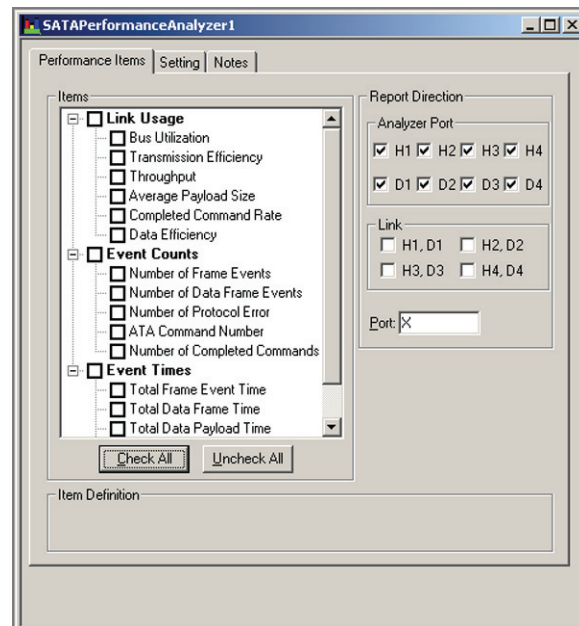 SATAPerformanceAnalyzer1
Performance Items
Setting
Notes
Items
Link Usage
Bus Utilization
Transmission Efficiency
Throughput
Average Payload Size
Completed Command Rate
Data Efficiency
Event Counts
Number of Frame Events
Number of Data Frame Events
Number of Protocol Error
ATA Command Number
Number of Completed Commands
Event Times
Total Frame Event Time
Total Data Frame Time
Total Data Payload Time
Check All
Uncheck All
Report Direction
Analyzer Port
H1 H2 H3 H4
D1 D2 D3 D4
Link
H1, D1 H2, D2
H3, D3 H4, D4
Port: X
Item Definition